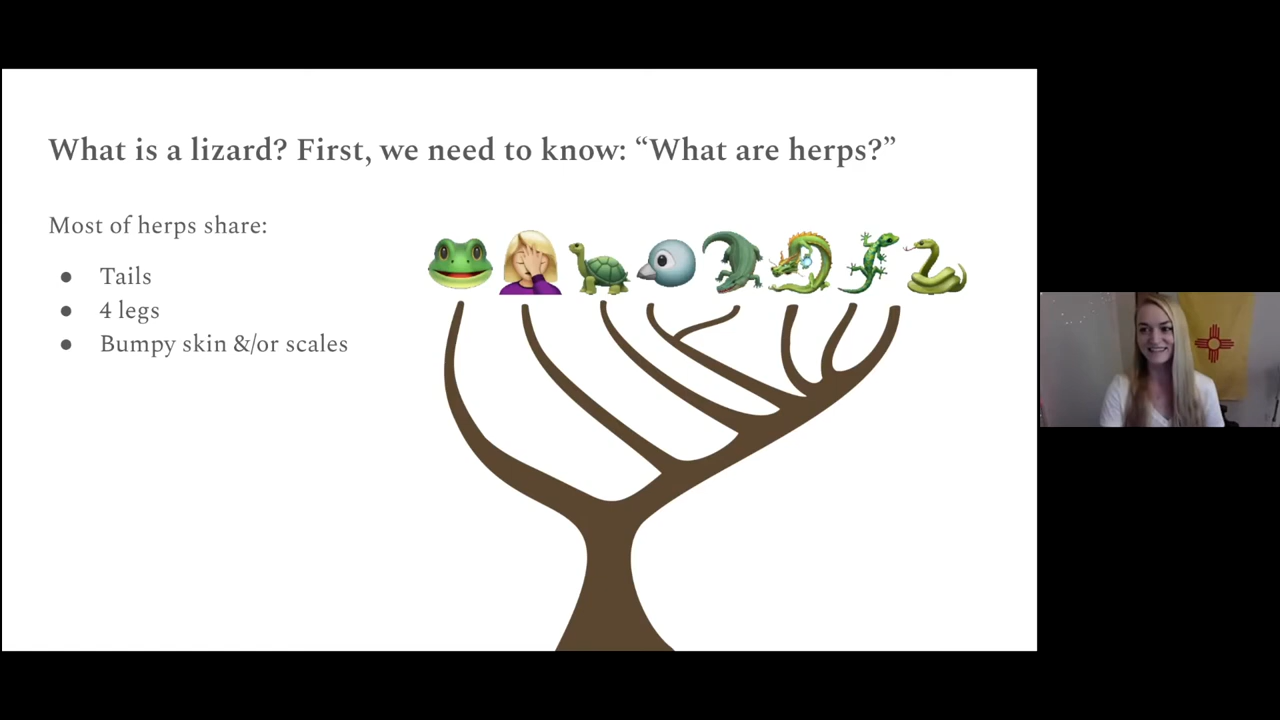 What is a lizard? First, we need to know: “What are herps?”
Most of herps share:
● Tails
● 4 legs
● Bumpy skin &/or scales